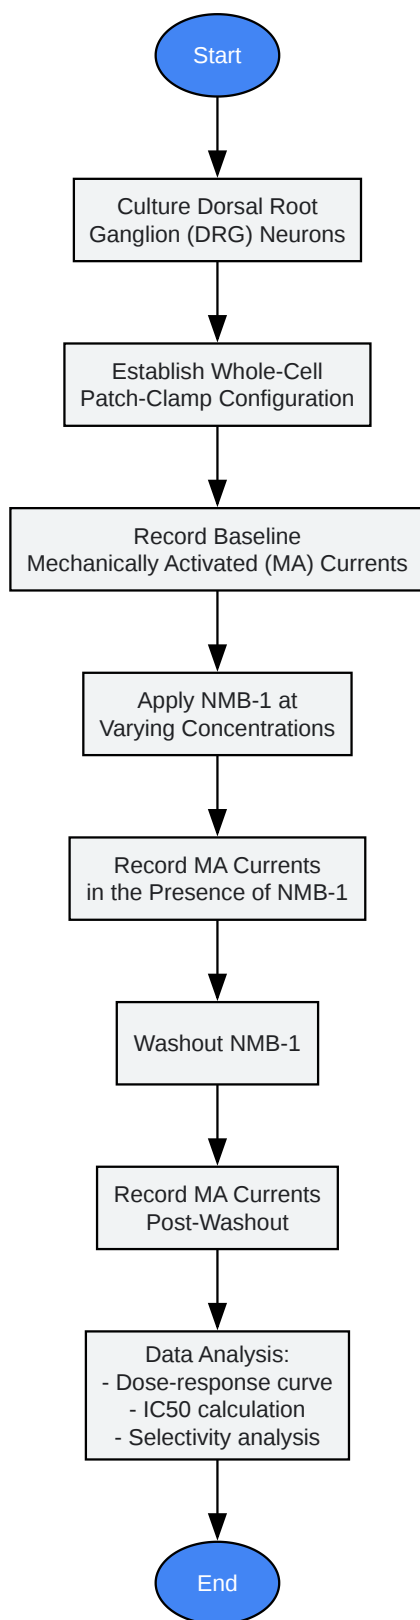 Start
Culture Dorsal Root
Ganglion (DRG) Neurons
Establish Whole-Cell
Patch-Clamp Configuration
Record Baseline
Mechanically Activated (MA) Currents
Apply NMB-1 at
Varying Concentrations
Record MA Currents
in the Presence of NMB-1
Washout NMB-1
Record MA Currents
Post-Washout
Data Analysis:
- Dose-response curve
- IC50 calculation
- Selectivity analysis
End